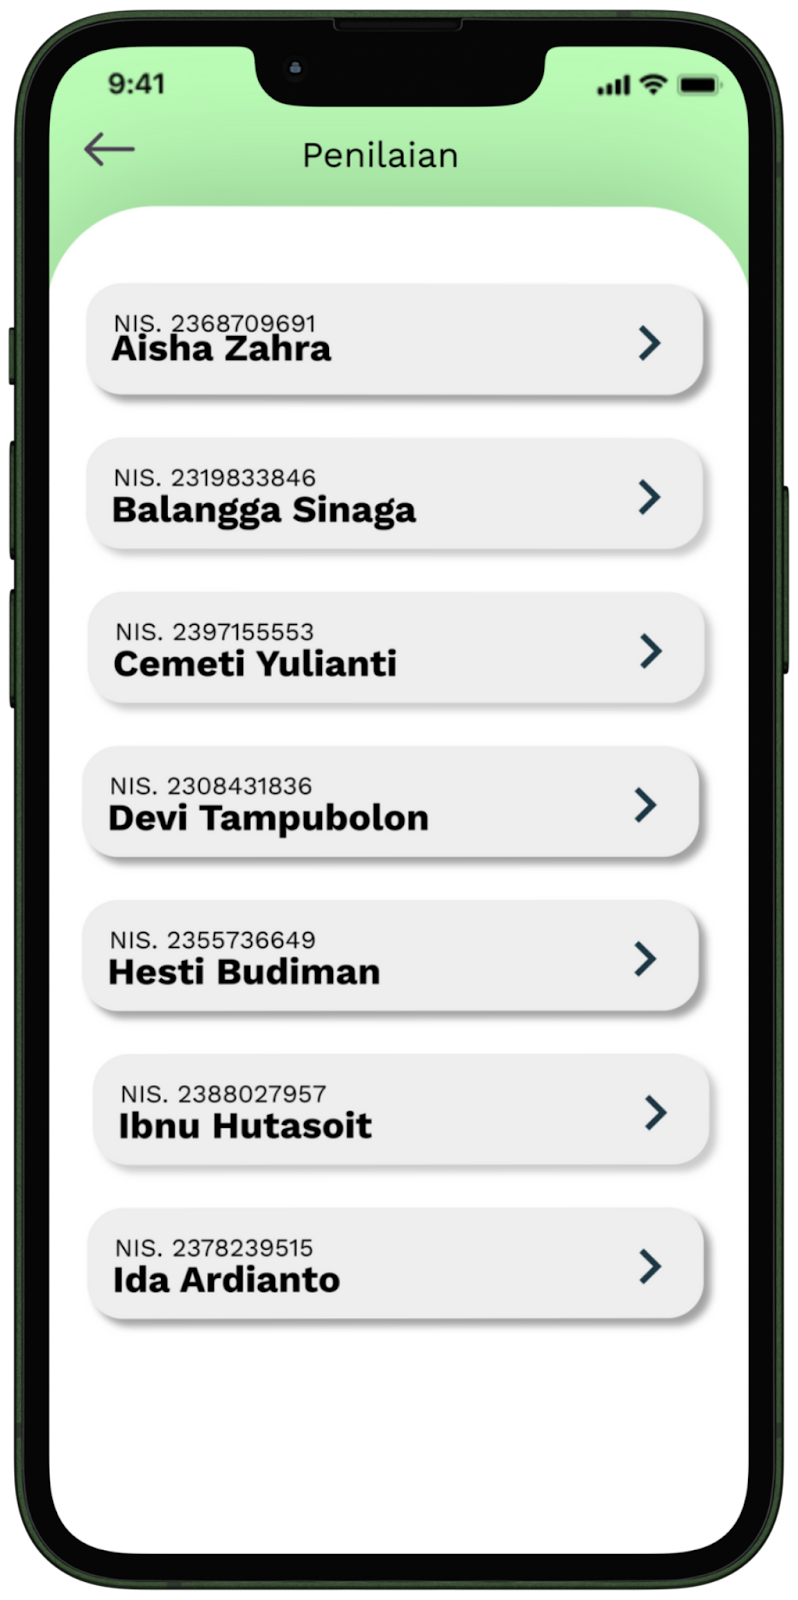 9:41
Penilaian
NIS. 2368709691
Aisha Zahra
NIS. 2319833846
Balangga Sinaga
NIS. 2397155553
Cemeti Yulianti
NIS. 2308431836
Devi Tampubolon
NIS. 2355736649
Hesti Budiman
NIS. 2388027957
Ibnu Hutasoit
NIS. 2378239515
Ida Ardianto